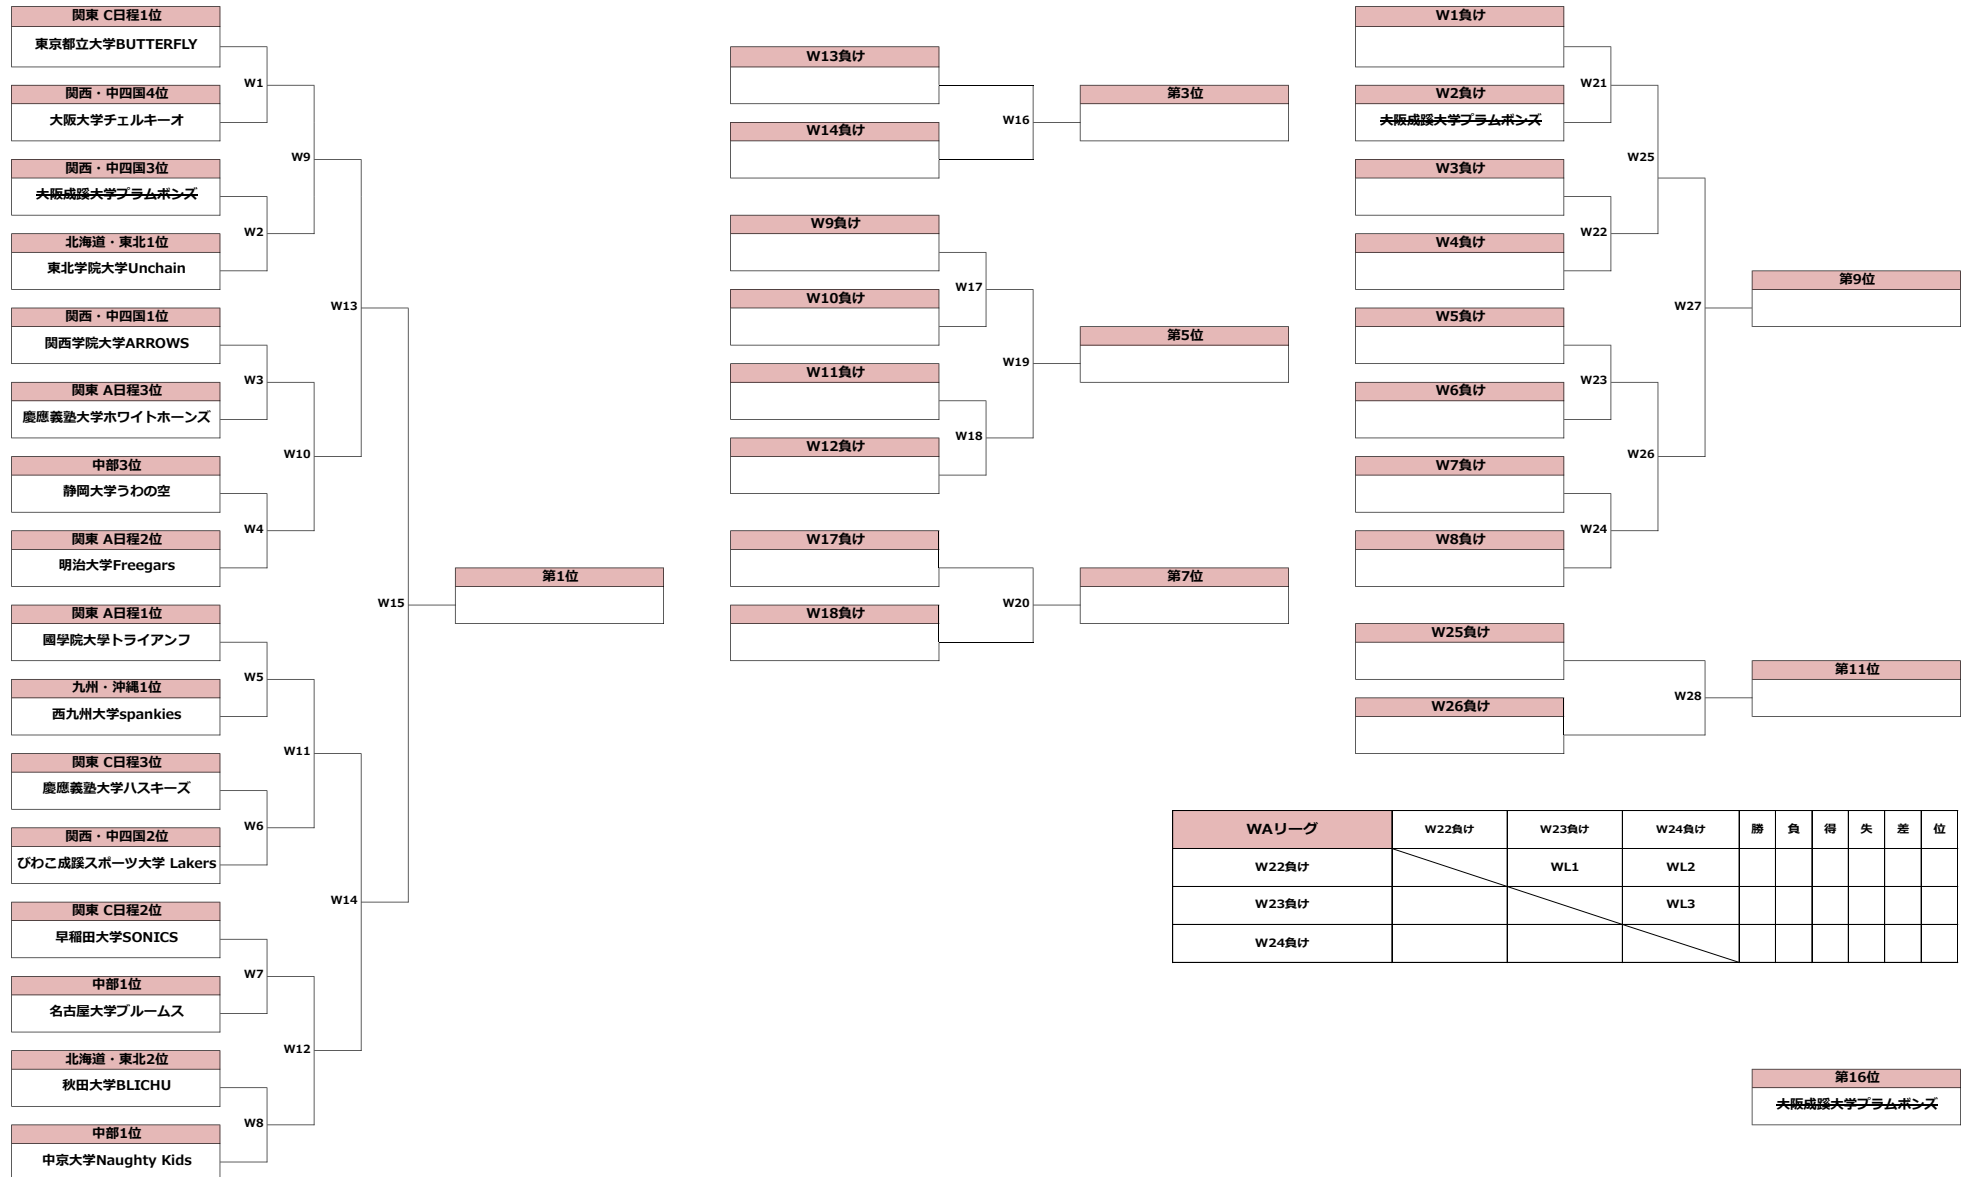 関東 C日程1位
東京都立大学BUTTERFLY
W1
関西・中四国4位
大阪大学チェルキーオ
W9
関西・中四国3位
大阪成蹊大学プラムポンズ
W2
北海道・東北1位
東北学院大学Unchain
W13
関西・中四国1位
関西学院大学ARROWS
W3
関東 A日程3位
慶應義塾大学ホワイトホーンズ
W10
中部3位
静岡大学うわの空
W4
関東 A日程2位
明治大学Freegars
W15
第1位
関東 A日程1位
國學院大學トライアンフ
W5
九州・沖縄1位
西九州大学spankies
W11
関東 C日程3位
慶應義塾大学ハスキーズ
W6
関西・中四国2位
びわこ成蹊スポーツ大学 Lakers
W14
関東 C日程2位
早稲田大学SONICS
W7
中部1位
名古屋大学ブルームス
W12
北海道・東北2位
秋田大学BLICHU
W8
中部1位
中京大学Naughty Kids
W13負け
W16
第3位
W14負け
W9負け
W17
W10負け
W19
第5位
W11負け
W18
W12負け
W17負け
W20
第7位
W18負け
W1負け
W21
W2負け
大阪成蹊大学プラムポンズ
W25
W3負け
W22
W4負け
W27
第9位
W5負け
W23
W6負け
W26
W7負け
W24
W8負け
W25負け
W28
第11位
W26負け
WAリーグ W22負け W23負け W24負け 勝 負 得 失 差 位
W22負け WL1 WL2
W23負け WL3
W24負け
第16位
大阪成蹊大学プラムポンズ